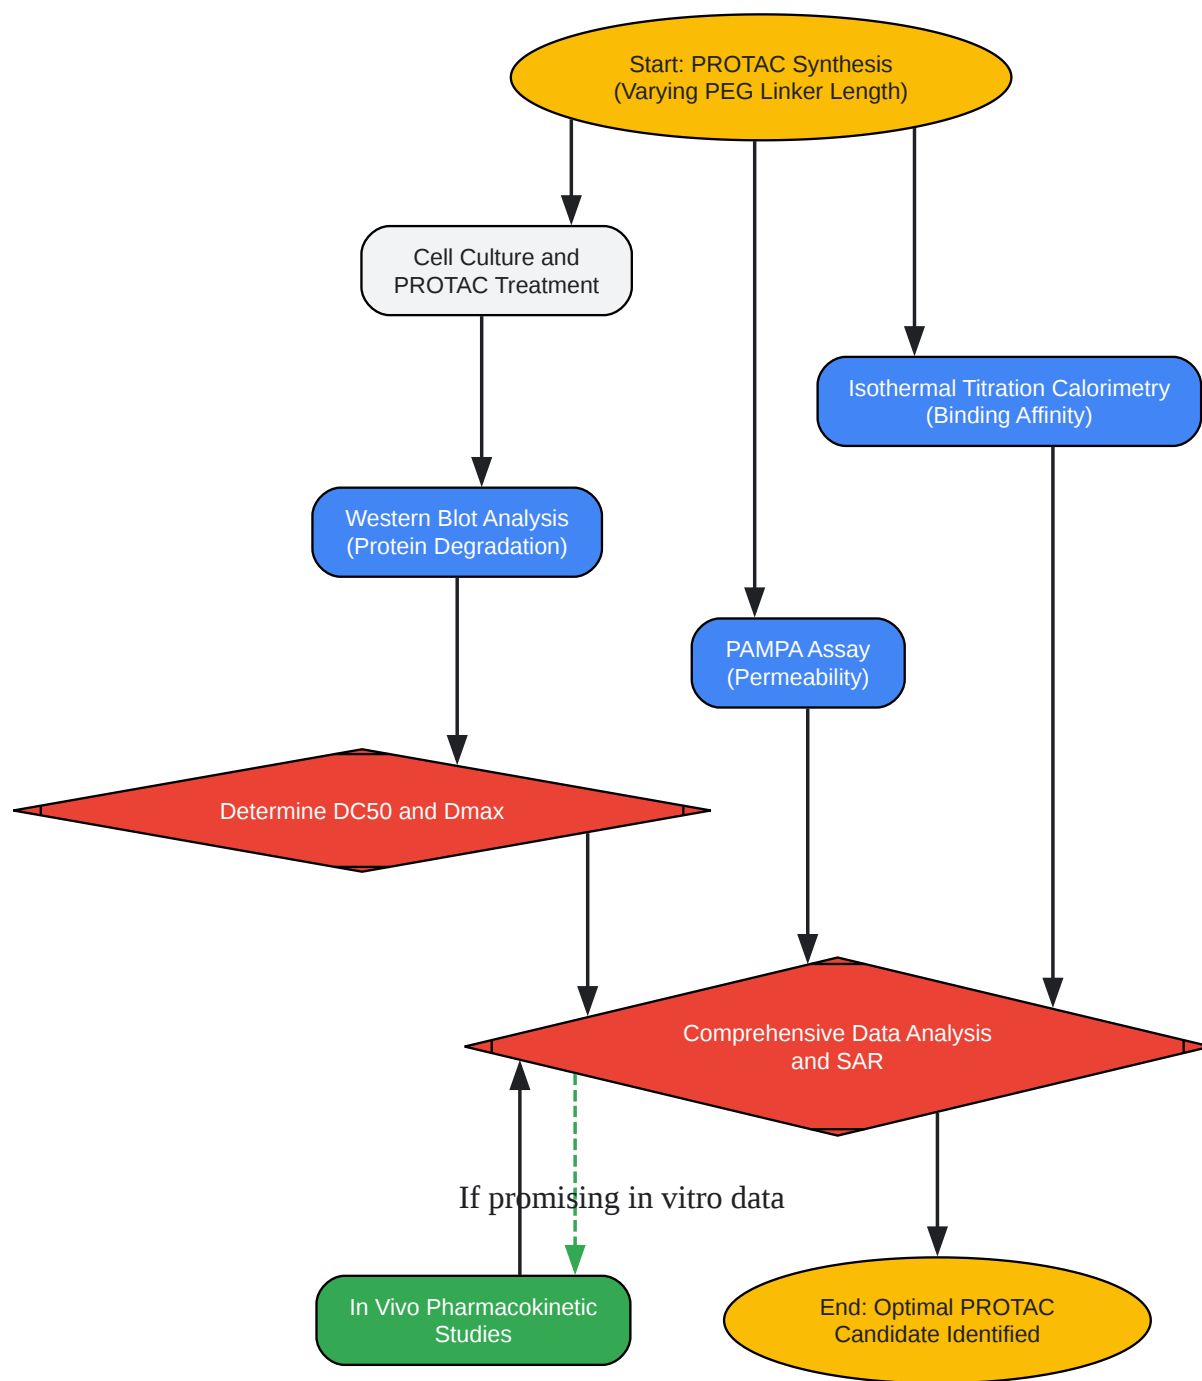 Start: PROTAC Synthesis
(Varying PEG Linker Length)
Cell Culture and
PROTAC Treatment
Isothermal Titration Calorimetry
(Binding Affinity)
Western Blot Analysis
(Protein Degradation)
PAMPA Assay
(Permeability)
Determine DC50 and Dmax
Comprehensive Data Analysis
and SAR
If promising in vitro data
In Vivo Pharmacokinetic
Studies
End: Optimal PROTAC
Candidate Identified